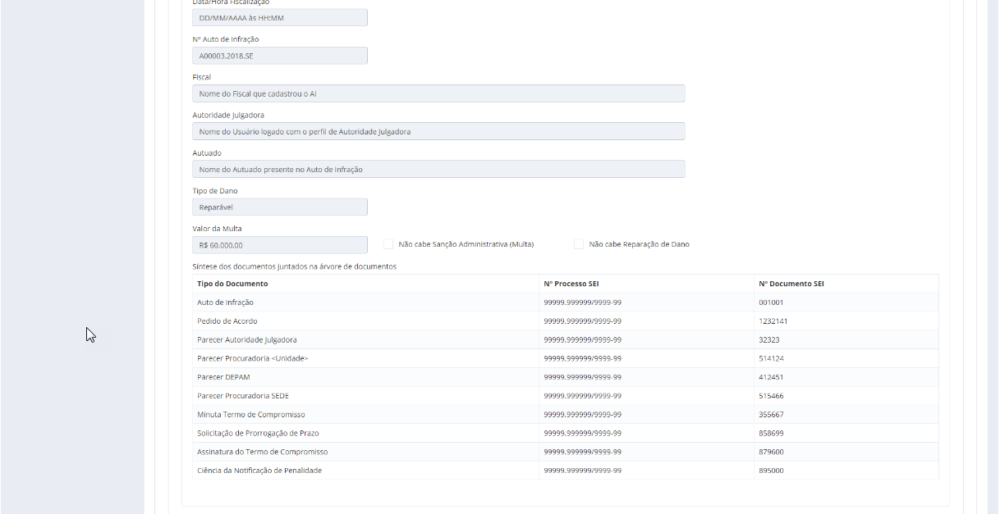 Data/Hora Fiscalização
DD/MM/AAAA às HH:MM
Nº Auto de Infração
A00003.2018.SE
Fiscal
Nome do Fiscal que cadastrou o AI
Autoridade Julgadora
Nome do Usuário logado com o perfil de Autoridade Julgadora
Autuado
Nome do Autuado presente no Auto de Infração
Tipo de Dano
Reparável
Valor da Multa
R$ 60.000,00 Não cabe Sanção Administrativa (Multa) Não cabe Reparação de Dano
Síntese dos documentos juntados na árvore de documentos
Tipo do Documento Nº Processo SEI Nº Documento SEI
Auto de Infração 99999.999999/9999-99 001001
Pedido de Acordo 99999.999999/9999-99 1232141
Parecer Autoridade Julgadora 99999.999999/9999-99 32323
Parecer Procuradoria <Unidade> 99999.999999/9999-99 514124
Parecer DEPAM 99999.999999/9999-99 412451
Parecer Procuradoria SEDE 99999.999999/9999-99 515466
Minuta Termo de Compromisso 99999.999999/9999-99 355667
Solicitação de Prorrogação de Prazo 99999.999999/9999-99 858699
Assinatura do Termo de Compromisso 99999.999999/9999-99 879600
Ciência da Notificação de Penalidade 99999.999999/9999-99 895000